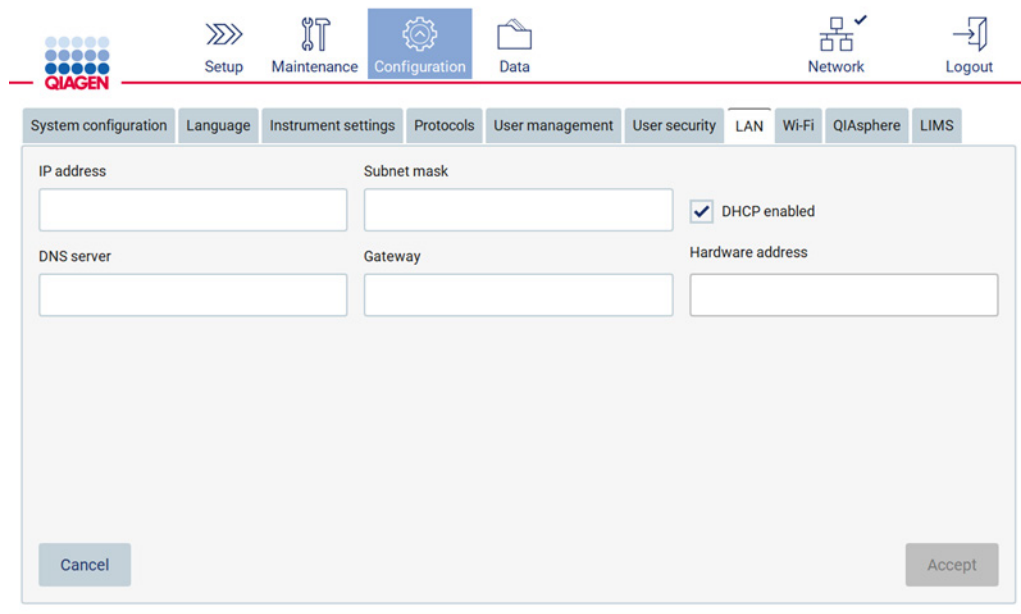 QIAGEN
Setup Maintenance Configuration Data Network Logout
System configuration Language Instrument settings Protocols User management User security LAN Wi-Fi QIAsphere LIMS
IP address Subnet mask
DHCP enabled
DNS server Gateway Hardware address
Cancel Accept